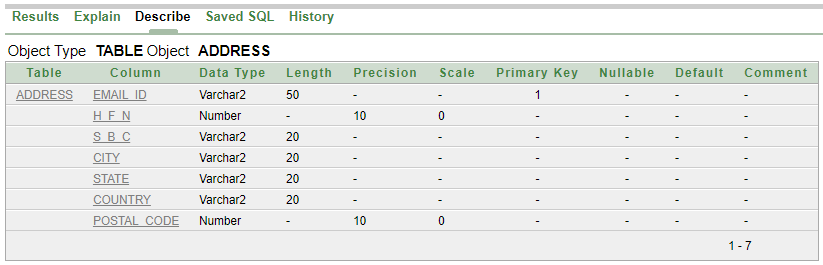 Results Explain Describe Saved SQL History
Object Type TABLE Object ADDRESS
Table Column Data Type Length Precision Scale Primary Key Nullable Default Comment
ADDRESS EMAIL_ID Varchar2 50 - - 1 - - -
H_F_N Number - 10 0 - - - -
S_B_C Varchar2 20 - - - - - -
CITY Varchar2 20 - - - - - -
STATE Varchar2 20 - - - - - -
COUNTRY Varchar2 20 - - - - - -
POSTAL_CODE Number - 10 0 - - - -
1 - 7